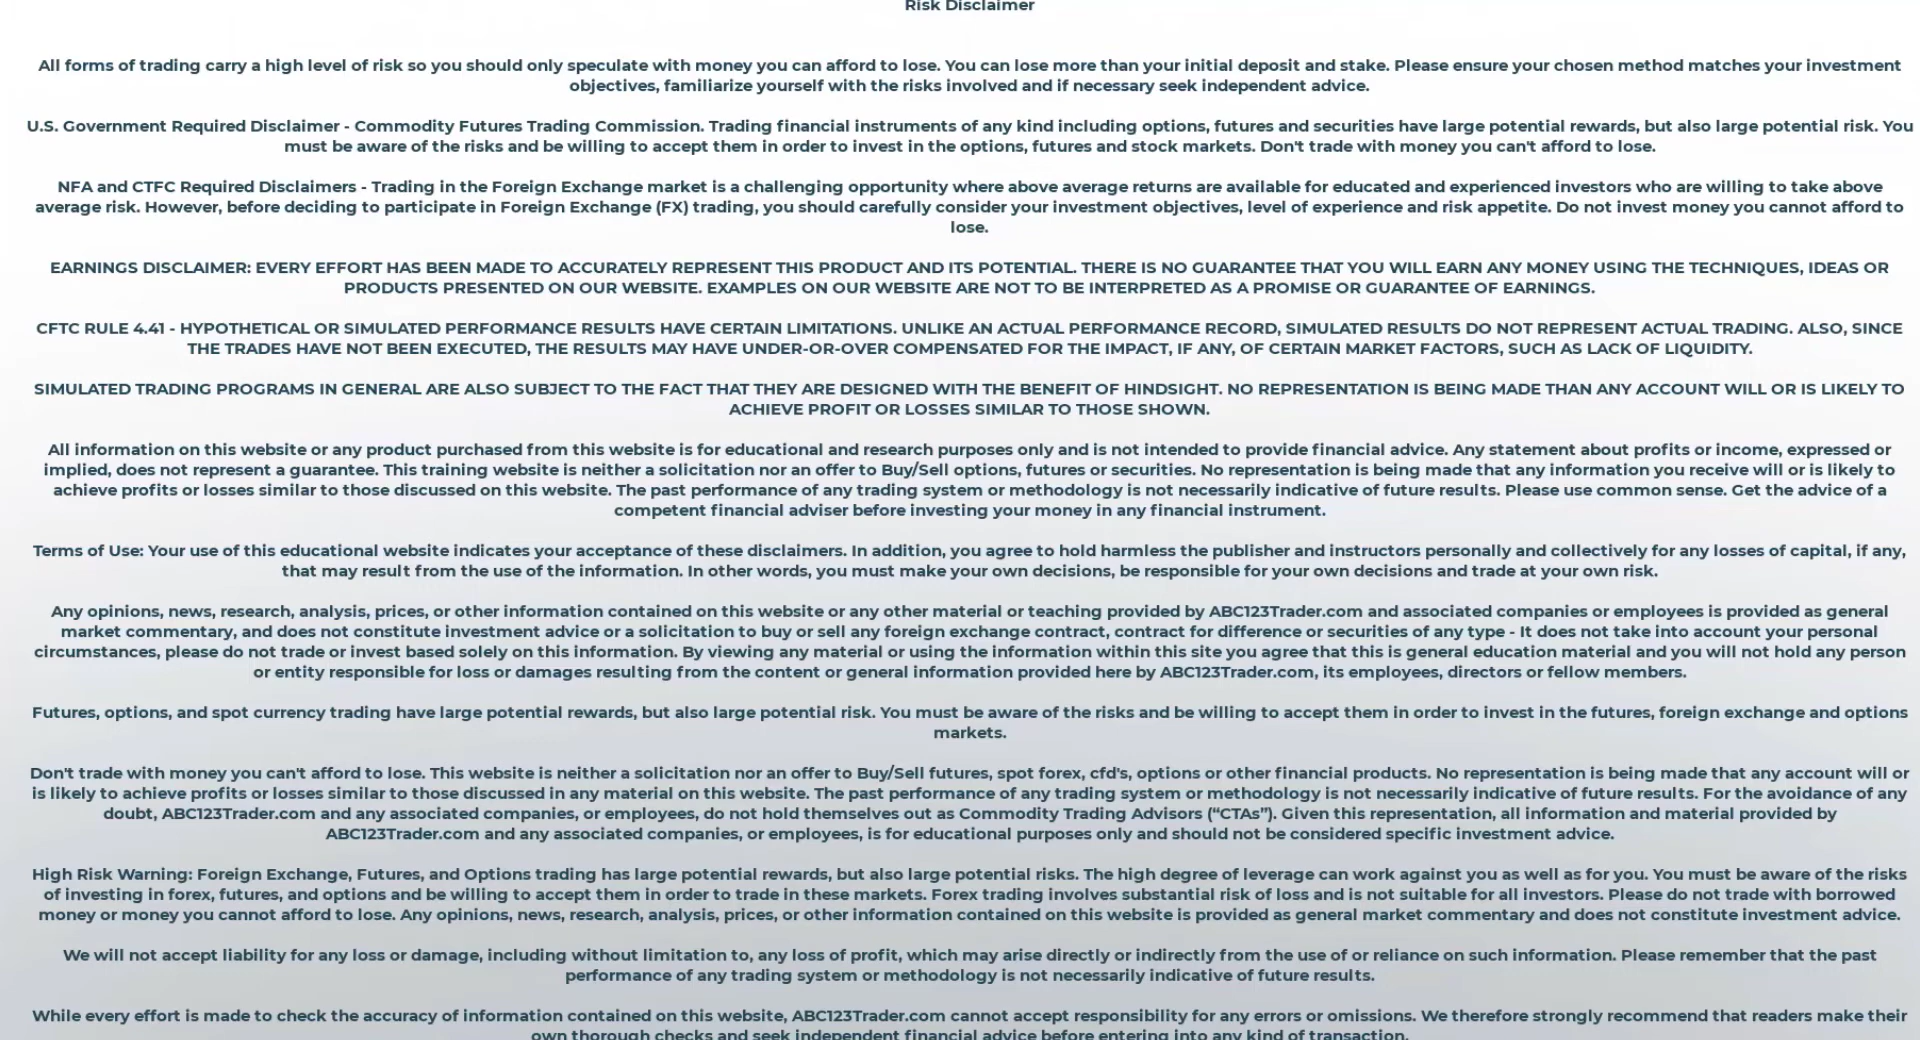 Risk Disclaimer
All forms of trading carry a high level of risk so you should only speculate with money you can afford to lose. You can lose more than your initial deposit and stake. Please ensure your chosen method matches your investment
objectives, familiarize yourself with the risks involved and if necessary seek independent advice.
U.S. Government Required Disclaimer - Commodity Futures Trading Commission. Trading financial instruments of any kind including options, futures and securities have large potential rewards, but also large potential risk. You
must be aware of the risks and be willing to accept them in order to invest in the options, futures and stock markets. Don't trade with money you can't afford to lose.
NFA and CTFC Required Disclaimers - Trading in the Foreign Exchange market is a challenging opportunity where above average returns are available for educated and experienced investors who are willing to take above
average risk. However, before deciding to participate in Foreign Exchange (FX) trading, you should carefully consider your investment objectives, level of experience and risk appetite. Do not invest money you cannot afford to
lose.
EARNINGS DISCLAIMER: EVERY EFFORT HAS BEEN MADE TO ACCURATELY REPRESENT THIS PRODUCT AND ITS POTENTIAL. THERE IS NO GUARANTEE THAT YOU WILL EARN ANY MONEY USING THE TECHNIQUES, IDEAS OR
PRODUCTS PRESENTED ON OUR WEBSITE. EXAMPLES ON OUR WEBSITE ARE NOT TO BE INTERPRETED AS A PROMISE OR GUARANTEE OF EARNINGS.
CFTC RULE 4.41 - HYPOTHETICAL OR SIMULATED PERFORMANCE RESULTS HAVE CERTAIN LIMITATIONS. UNLIKE AN ACTUAL PERFORMANCE RECORD, SIMULATED RESULTS DO NOT REPRESENT ACTUAL TRADING. ALSO, SINCE
THE TRADES HAVE NOT BEEN EXECUTED, THE RESULTS MAY HAVE UNDER-OR-OVER COMPENSATED FOR THE IMPACT, IF ANY, OF CERTAIN MARKET FACTORS, SUCH AS LACK OF LIQUIDITY.
SIMULATED TRADING PROGRAMS IN GENERAL ARE ALSO SUBJECT TO THE FACT THAT THEY ARE DESIGNED WITH THE BENEFIT OF HINDSIGHT. NO REPRESENTATION IS BEING MADE THAN ANY ACCOUNT WILL OR IS LIKELY TO
ACHIEVE PROFIT OR LOSSES SIMILAR TO THOSE SHOWN.
All information on this website or any product purchased from this website is for educational and research purposes only and is not intended to provide financial advice. Any statement about profits or income, expressed or
implied, does not represent a guarantee. This training website is neither a solicitation nor an offer to Buy/Sell options, futures or securities. No representation is being made that any information you receive will or is likely to
achieve profits or losses similar to those discussed on this website. The past performance of any trading system or methodology is not necessarily indicative of future results. Please use common sense. Get the advice of a
competent financial adviser before investing your money in any financial instrument.
Terms of Use: Your use of this educational website indicates your acceptance of these disclaimers. In addition, you agree to hold harmless the publisher and instructors personally and collectively for any losses of capital, if any,
that may result from the use of the information. In other words, you must make your own decisions, be responsible for your own decisions and trade at your own risk.
Any opinions, news, research, analysis, prices, or other information contained on this website or any other material or teaching provided by ABC123Trader.com and associated companies or employees is provided as general
market commentary, and does not constitute investment advice or a solicitation to buy or sell any foreign exchange contract, contract for difference or securities of any type - It does not take into account your personal
circumstances, please do not trade or invest based solely on this information. By viewing any material or using the information within this site you agree that this is general education material and you will not hold any person
or entity responsible for loss or damages resulting from the content or general information provided here by ABC123Trader.com, its employees, directors or fellow members.
Futures, options, and spot currency trading have large potential rewards, but also large potential risk. You must be aware of the risks and be willing to accept them in order to invest in the futures, foreign exchange and options
markets.
Don't trade with money you can't afford to lose. This website is neither a solicitation nor an offer to Buy/Sell futures, spot forex, cfd's, options or other financial products. No representation is being made that any account will or
is likely to achieve profits or losses similar to those discussed in any material on this website. The past performance of any trading system or methodology is not necessarily indicative of future results. For the avoidance of any
doubt, ABC123Trader.com and any associated companies, or employees, do not hold themselves out as Commodity Trading Advisors (“CTAs”). Given this representation, all information and material provided by
ABC123Trader.com and any associated companies, or employees, is for educational purposes only and should not be considered specific investment advice.
High Risk Warning: Foreign Exchange, Futures, and Options trading has large potential rewards, but also large potential risks. The high degree of leverage can work against you as well as for you. You must be aware of the risks
of investing in forex, futures, and options and be willing to accept them in order to trade in these markets. Forex trading involves substantial risk of loss and is not suitable for all investors. Please do not trade with borrowed
money or money you cannot afford to lose. Any opinions, news, research, analysis, prices, or other information contained on this website is provided as general market commentary and does not constitute investment advice.
We will not accept liability for any loss or damage, including without limitation to, any loss of profit, which may arise directly or indirectly from the use of or reliance on such information. Please remember that the past
performance of any trading system or methodology is not necessarily indicative of future results.
While every effort is made to check the accuracy of information contained on this website, ABC123Trader.com cannot accept responsibility for any errors or omissions. We therefore strongly recommend that readers make their
own thorough checks and seek independent financial advice before entering into any kind of transaction.